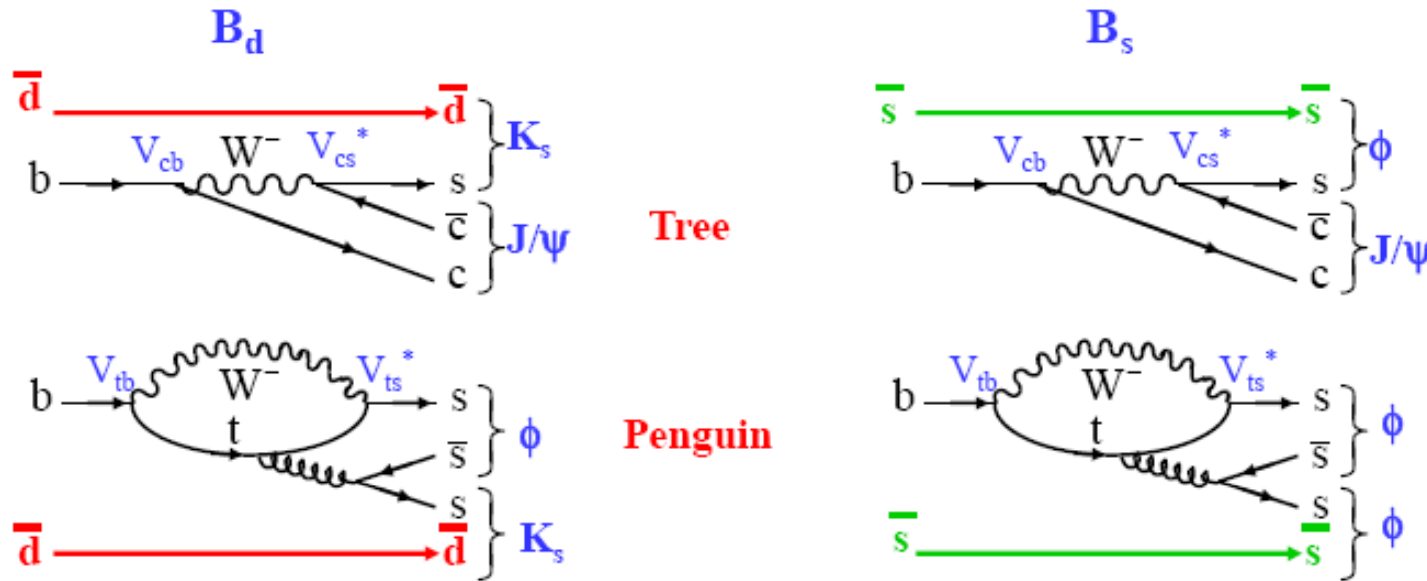 B_d B_s
d̅ d̅ s̅ s̅
V_cb W⁻ V_cs* K_s V_cb W⁻ V_cs* ϕ
b s b s
c̅ c̅
J/ψ Tree J/ψ
c c
V_tb W⁻ V_ts* V_tb W⁻ V_ts*
b s b s
t ϕ Penguin t ϕ
s̅ s̅
s s
d̅ d̅ K_s s̅ s̅ ϕ